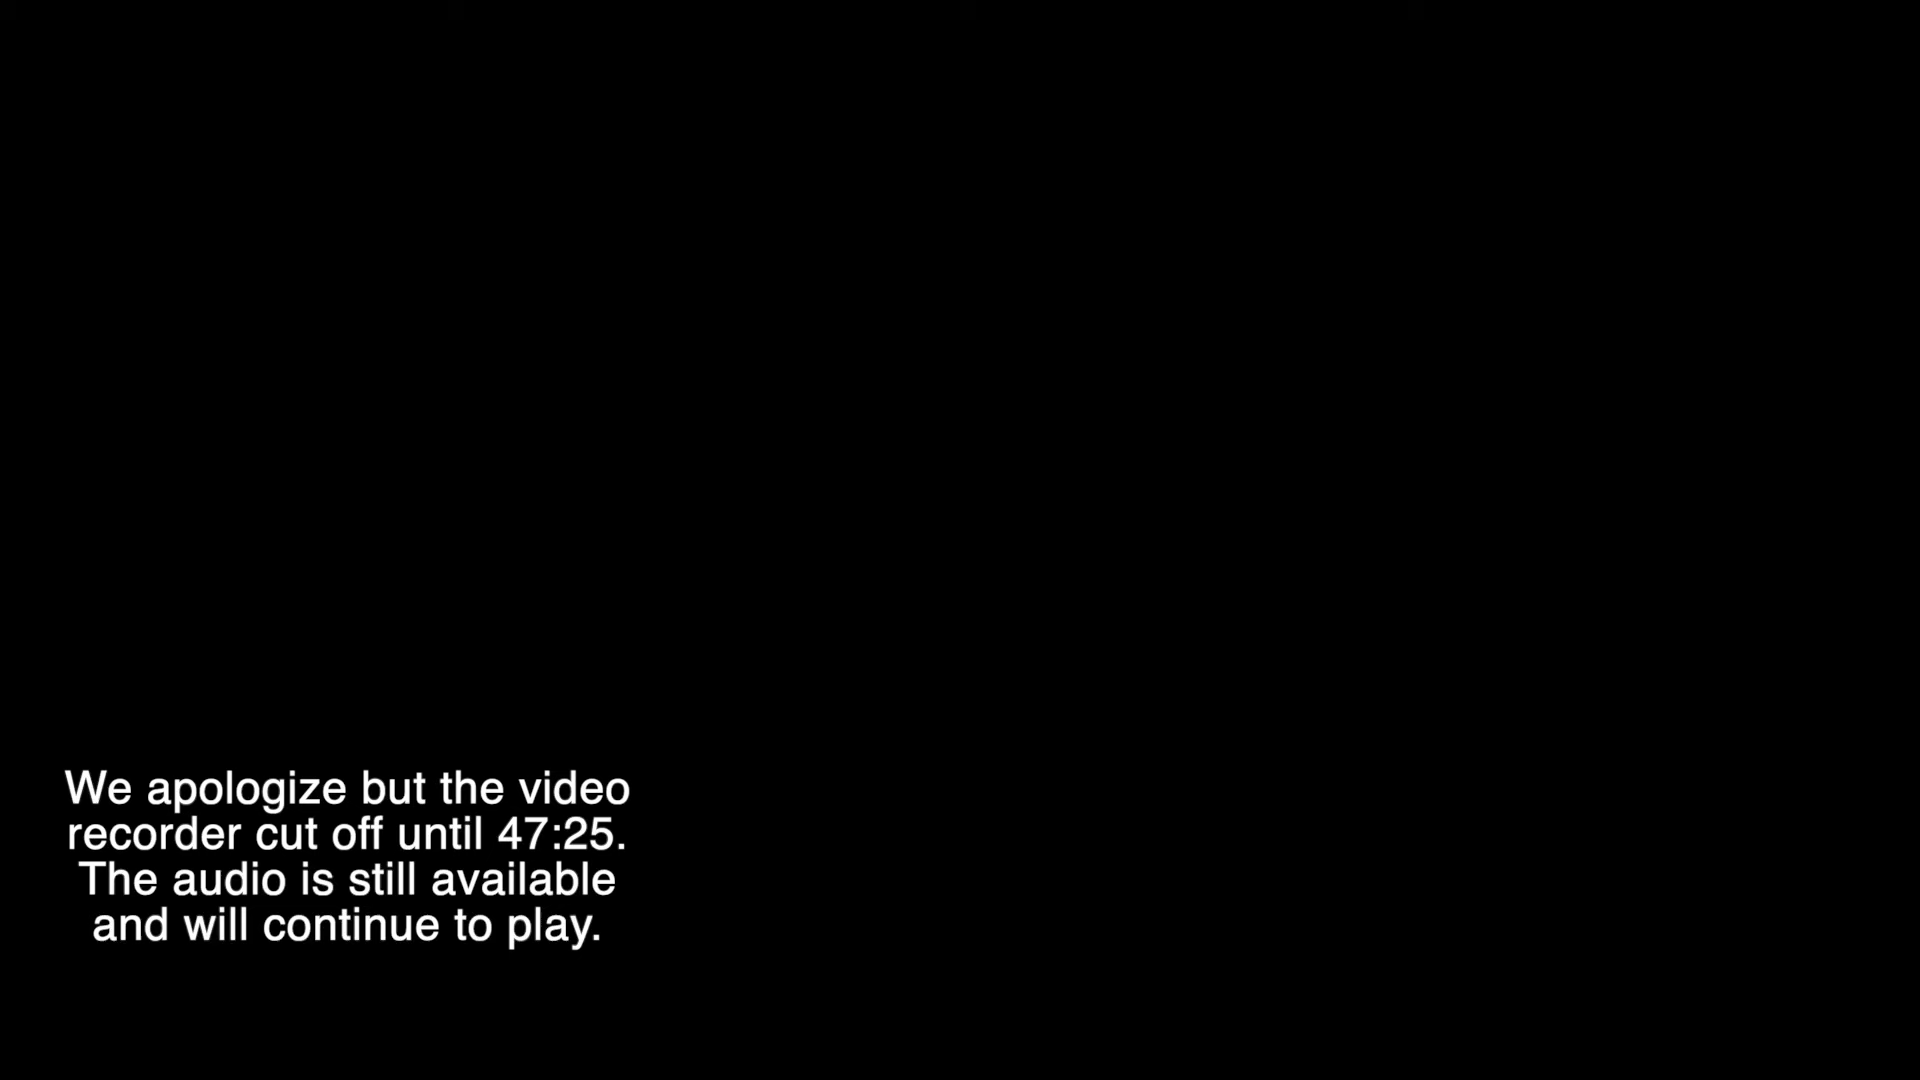 We apologize but the video
recorder cut off until 47:25.
The audio is still available
and will continue to play.